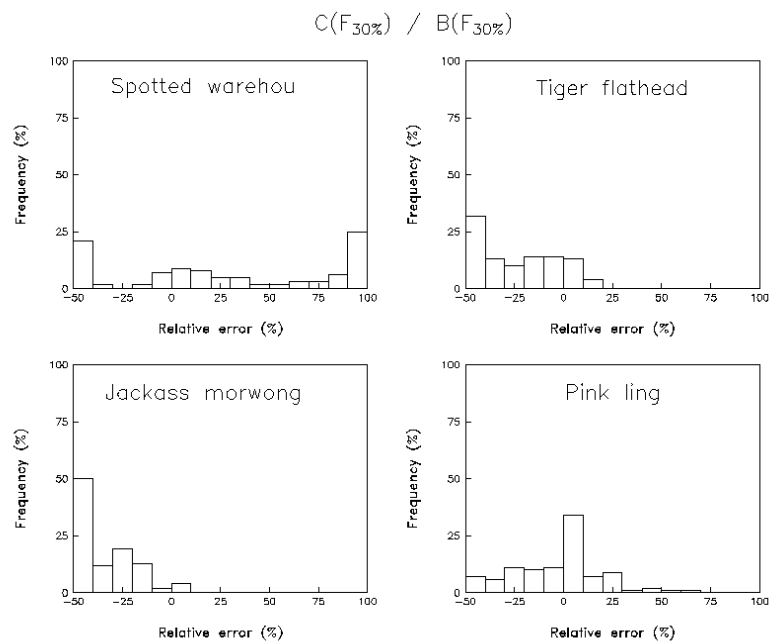 C(F30%) / B(F30%)
Spotted warehou
Frequency (%)
100
75
50
25
0
−50 −25 0 25 50 75 100
Relative error (%)
Tiger flathead
Frequency (%)
100
75
50
25
0
−50 −25 0 25 50 75 100
Relative error (%)
Jackass morwong
Frequency (%)
100
75
50
25
0
−50 −25 0 25 50 75 100
Relative error (%)
Pink ling
Frequency (%)
100
75
50
25
0
−50 −25 0 25 50 75 100
Relative error (%)